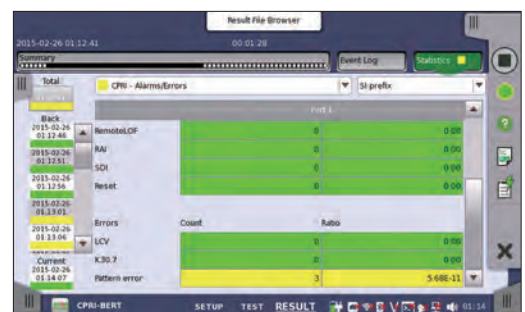 Result File Browser
2015-02-26 01:12:41 00:01:28
Summary Event Log Statistics
Total CPRI - Alarms/Errors SI-prefix
Port 1
Back
2015-02-26
01:12:46
RemoteLOF 0 0.00
2015-02-26
01:12:51
RAI 0 0.00
SDI 0 0.00
2015-02-26
01:12:56
Reset 0 0.00
2015-02-26
01:13:01
Errors Count Ratio
2015-02-26
01:13:06
LCV 0 0.00
K30.7 0 0.00
Current
2015-02-26
01:14:07
Pattern error 3 5.68E-11
CPRI-BERT SETUP TEST RESULT 01:14